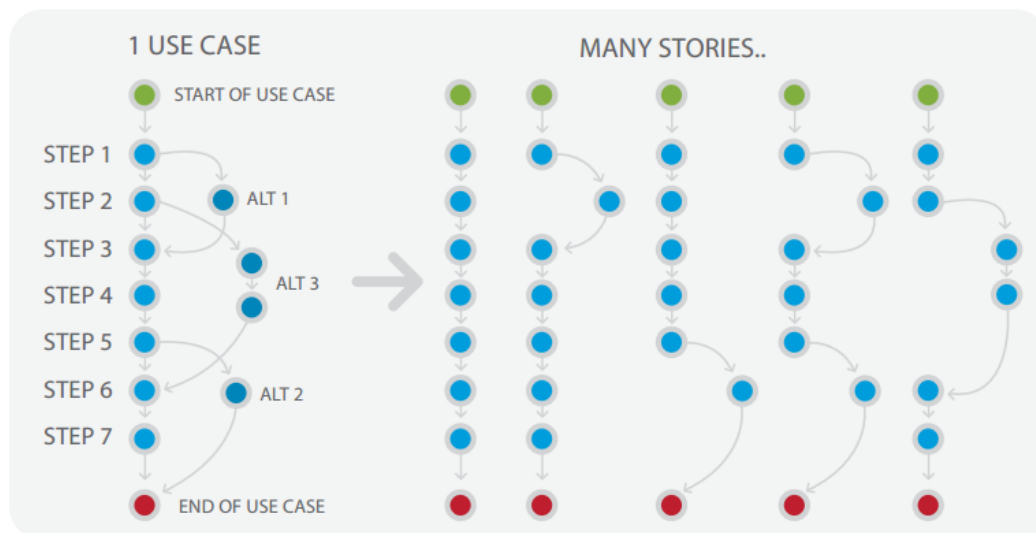 1 USE CASE
MANY STORIES..
START OF USE CASE
STEP 1
STEP 2
ALT 1
STEP 3
ALT 3
STEP 4
STEP 5
STEP 6
ALT 2
STEP 7
END OF USE CASE